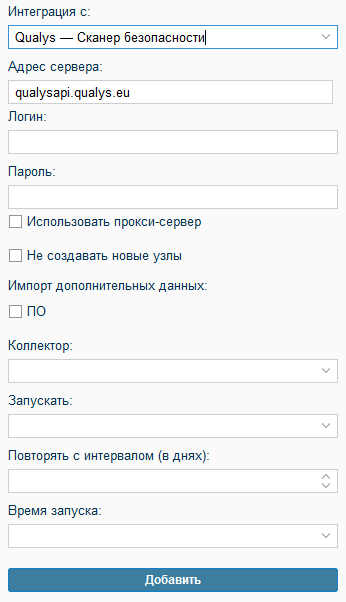 Интеграция с:
Qualys — Сканер безопасности
Адрес сервера:
qualysapi.qualys.eu
Логин:
Пароль:
Использовать прокси-сервер
Не создавать новые узлы
Импорт дополнительных данных:
ПО
Коллектор:
Запускать:
Повторять с интервалом (в днях):
Время запуска:
Добавить